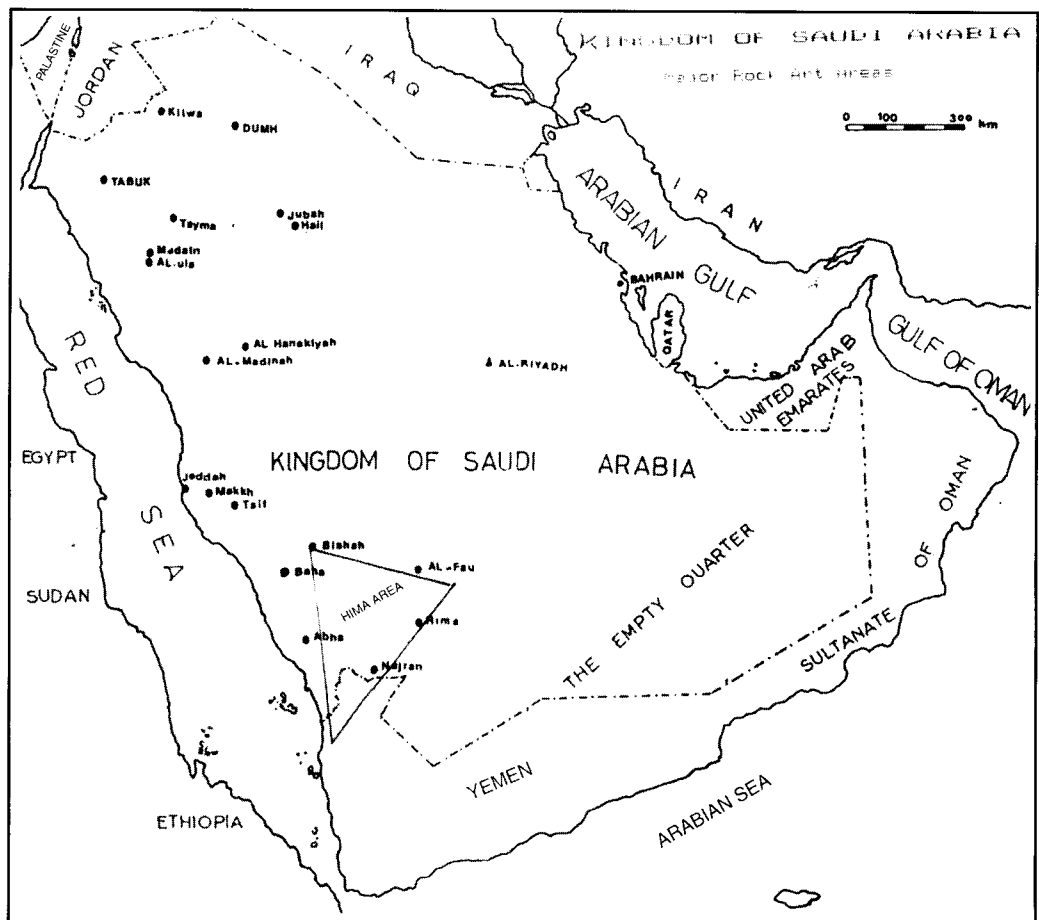 KINGDOM OF SAUDI ARABIA
Major Rock Art Areas
0 100 300 km
PALASTINE
JORDAN
IRAQ
IRAN
Kilwa
DUMH
TABUK
Tayma
Jubah
Hail
Madain
AL-ula
ARABIAN
GULF
BAHRAIN
QATAR
RED
SEA
AL Hanakiyah
AL-Madinah
AL-RIYADH
UNITED ARAB
EMARATES
GULF OF OMAN
EGYPT
KINGDOM OF SAUDI ARABIA
Jeddah
Makkh
Taif
Bishah
Baha
AL-Fau
HIMA AREA
Hima
Abha
Najran
SUDAN
THE EMPTY QUARTER
SULTANATE
OF OMAN
YEMEN
ETHIOPIA
ARABIAN SEA